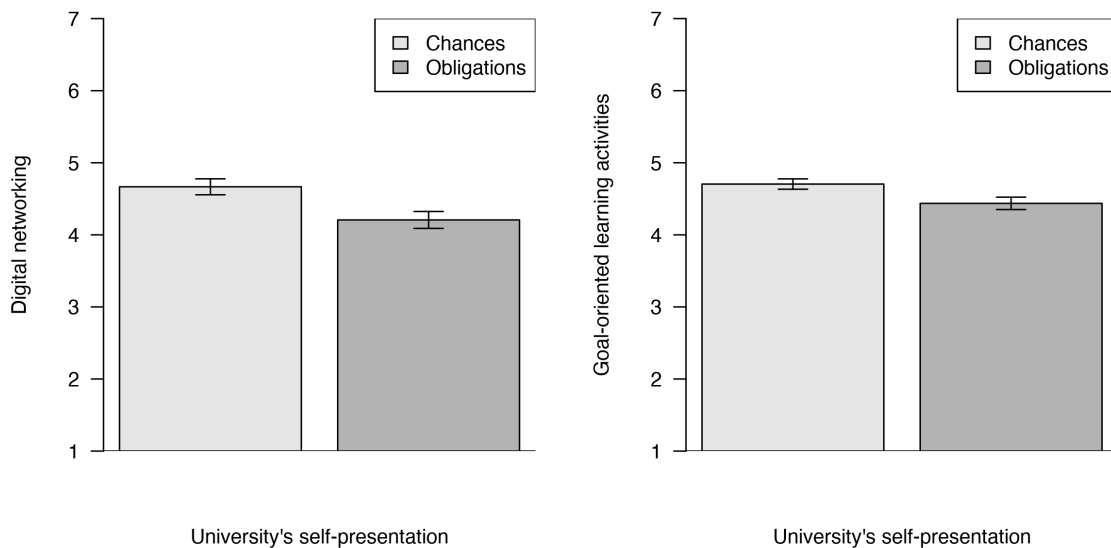 7
6
5
4
3
2
1
Digital networking
Chances
Obligations
University's self-presentation
7
6
5
4
3
2
1
Goal-oriented learning activities
Chances
Obligations
University's self-presentation